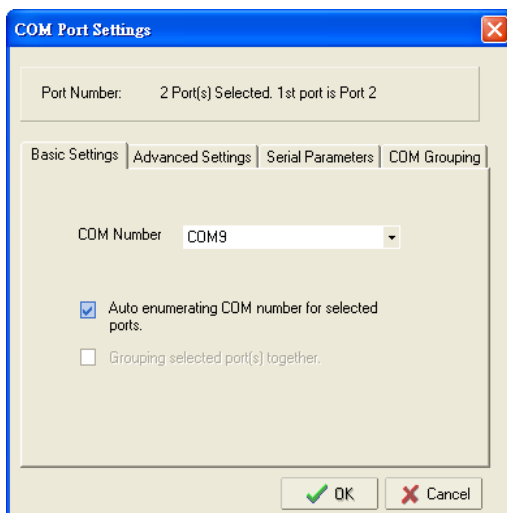 COM Port Settings
Port Number: 2 Port(s) Selected. 1st port is Port 2
Basic Settings Advanced Settings Serial Parameters COM Grouping
COM Number COM9
Auto enumerating COM number for selected
ports.
Grouping selected port(s) together.
OK Cancel